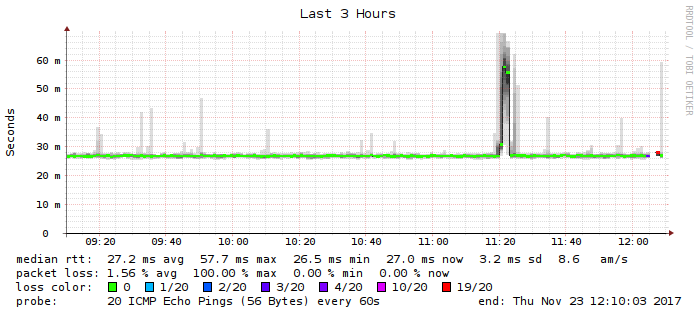 Last 3 Hours
RRDTOOL / TOBI OETIKER
Seconds
60 m
50 m
40 m
30 m
20 m
10 m
0
09:20 09:40 10:00 10:20 10:40 11:00 11:20 11:40 12:00
median rtt: 27.2 ms avg 57.7 ms max 26.5 ms min 27.0 ms now 3.2 ms sd 8.6 am/s
packet loss: 1.56 % avg 100.00 % max 0.00 % min 0.00 % now
loss color: 0 1/20 2/20 3/20 4/20 10/20 19/20
probe: 20 ICMP Echo Pings (56 Bytes) every 60s end: Thu Nov 23 12:10:03 2017